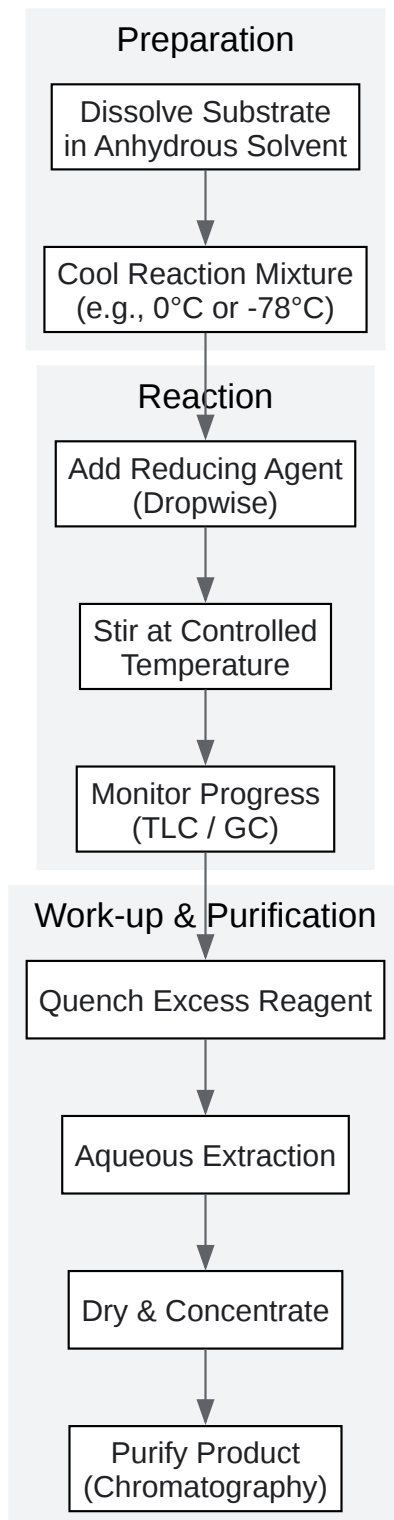 Preparation
Dissolve Substrate
in Anhydrous Solvent
Cool Reaction Mixture
(e.g., 0°C or -78°C)
Reaction
Add Reducing Agent
(Dropwise)
Stir at Controlled
Temperature
Monitor Progress
(TLC / GC)
Work-up & Purification
Quench Excess Reagent
Aqueous Extraction
Dry & Concentrate
Purify Product
(Chromatography)